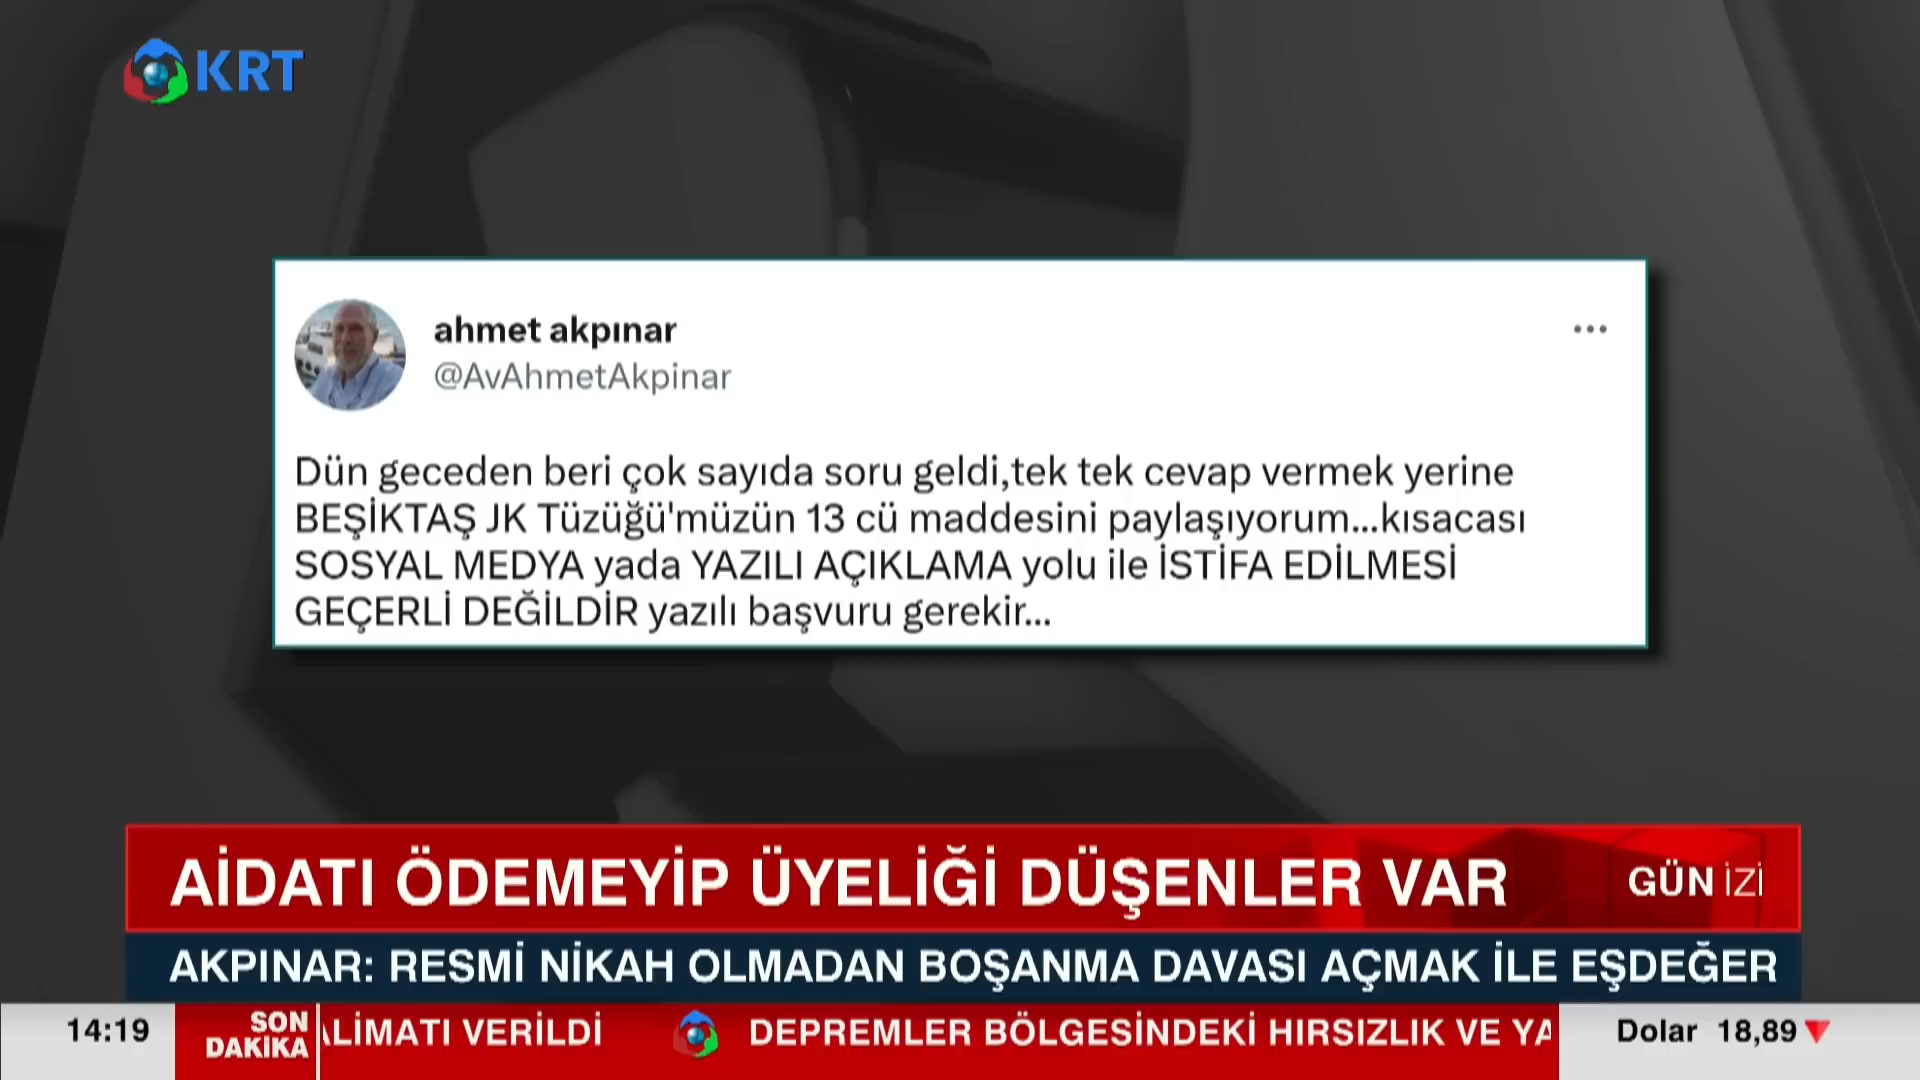 KRT
ahmet akpınar
@AvAhmetAkpinar
Dün geceden beri çok sayıda soru geldi,tek tek cevap vermek yerine
BEŞİKTAŞ JK Tüzüğü'müzün 13 cü maddesini paylaşıyorum...kısacası
SOSYAL MEDYA yada YAZILI AÇIKLAMA yolu ile İSTİFA EDİLMESİ
GEÇERLİ DEĞİLDİR yazılı başvuru gerekir...
AİDATI ÖDEMEYİP ÜYELİĞİ DÜŞENLER VAR
GÜN İZİ
AKPINAR: RESMİ NİKAH OLMADAN BOŞANMA DAVASI AÇMAK İLE EŞDEĞER
14:19
SON
DAKİKA
ALİMATI VERİLDİ
DEPREMLER BÖLGESİNDEKİ HIRSIZLIK VE YA
Dolar 18,89